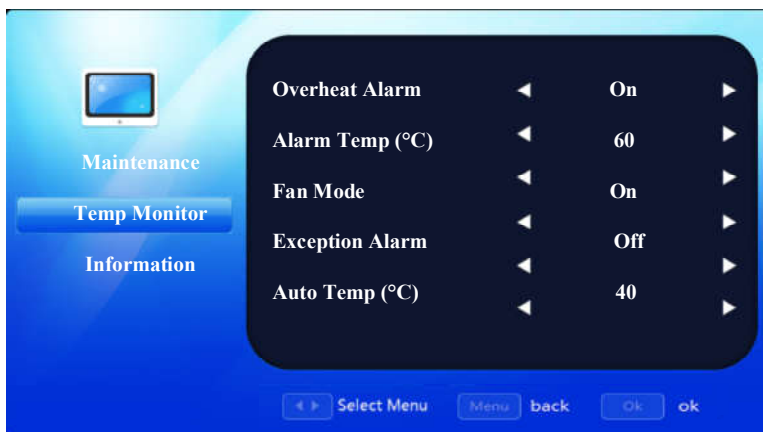 Overheat Alarm On
Alarm Temp (°C) 60
Maintenance
Fan Mode On
Temp Monitor
Exception Alarm Off
Information
Auto Temp (°C) 40
Select Menu Menu back Ok ok